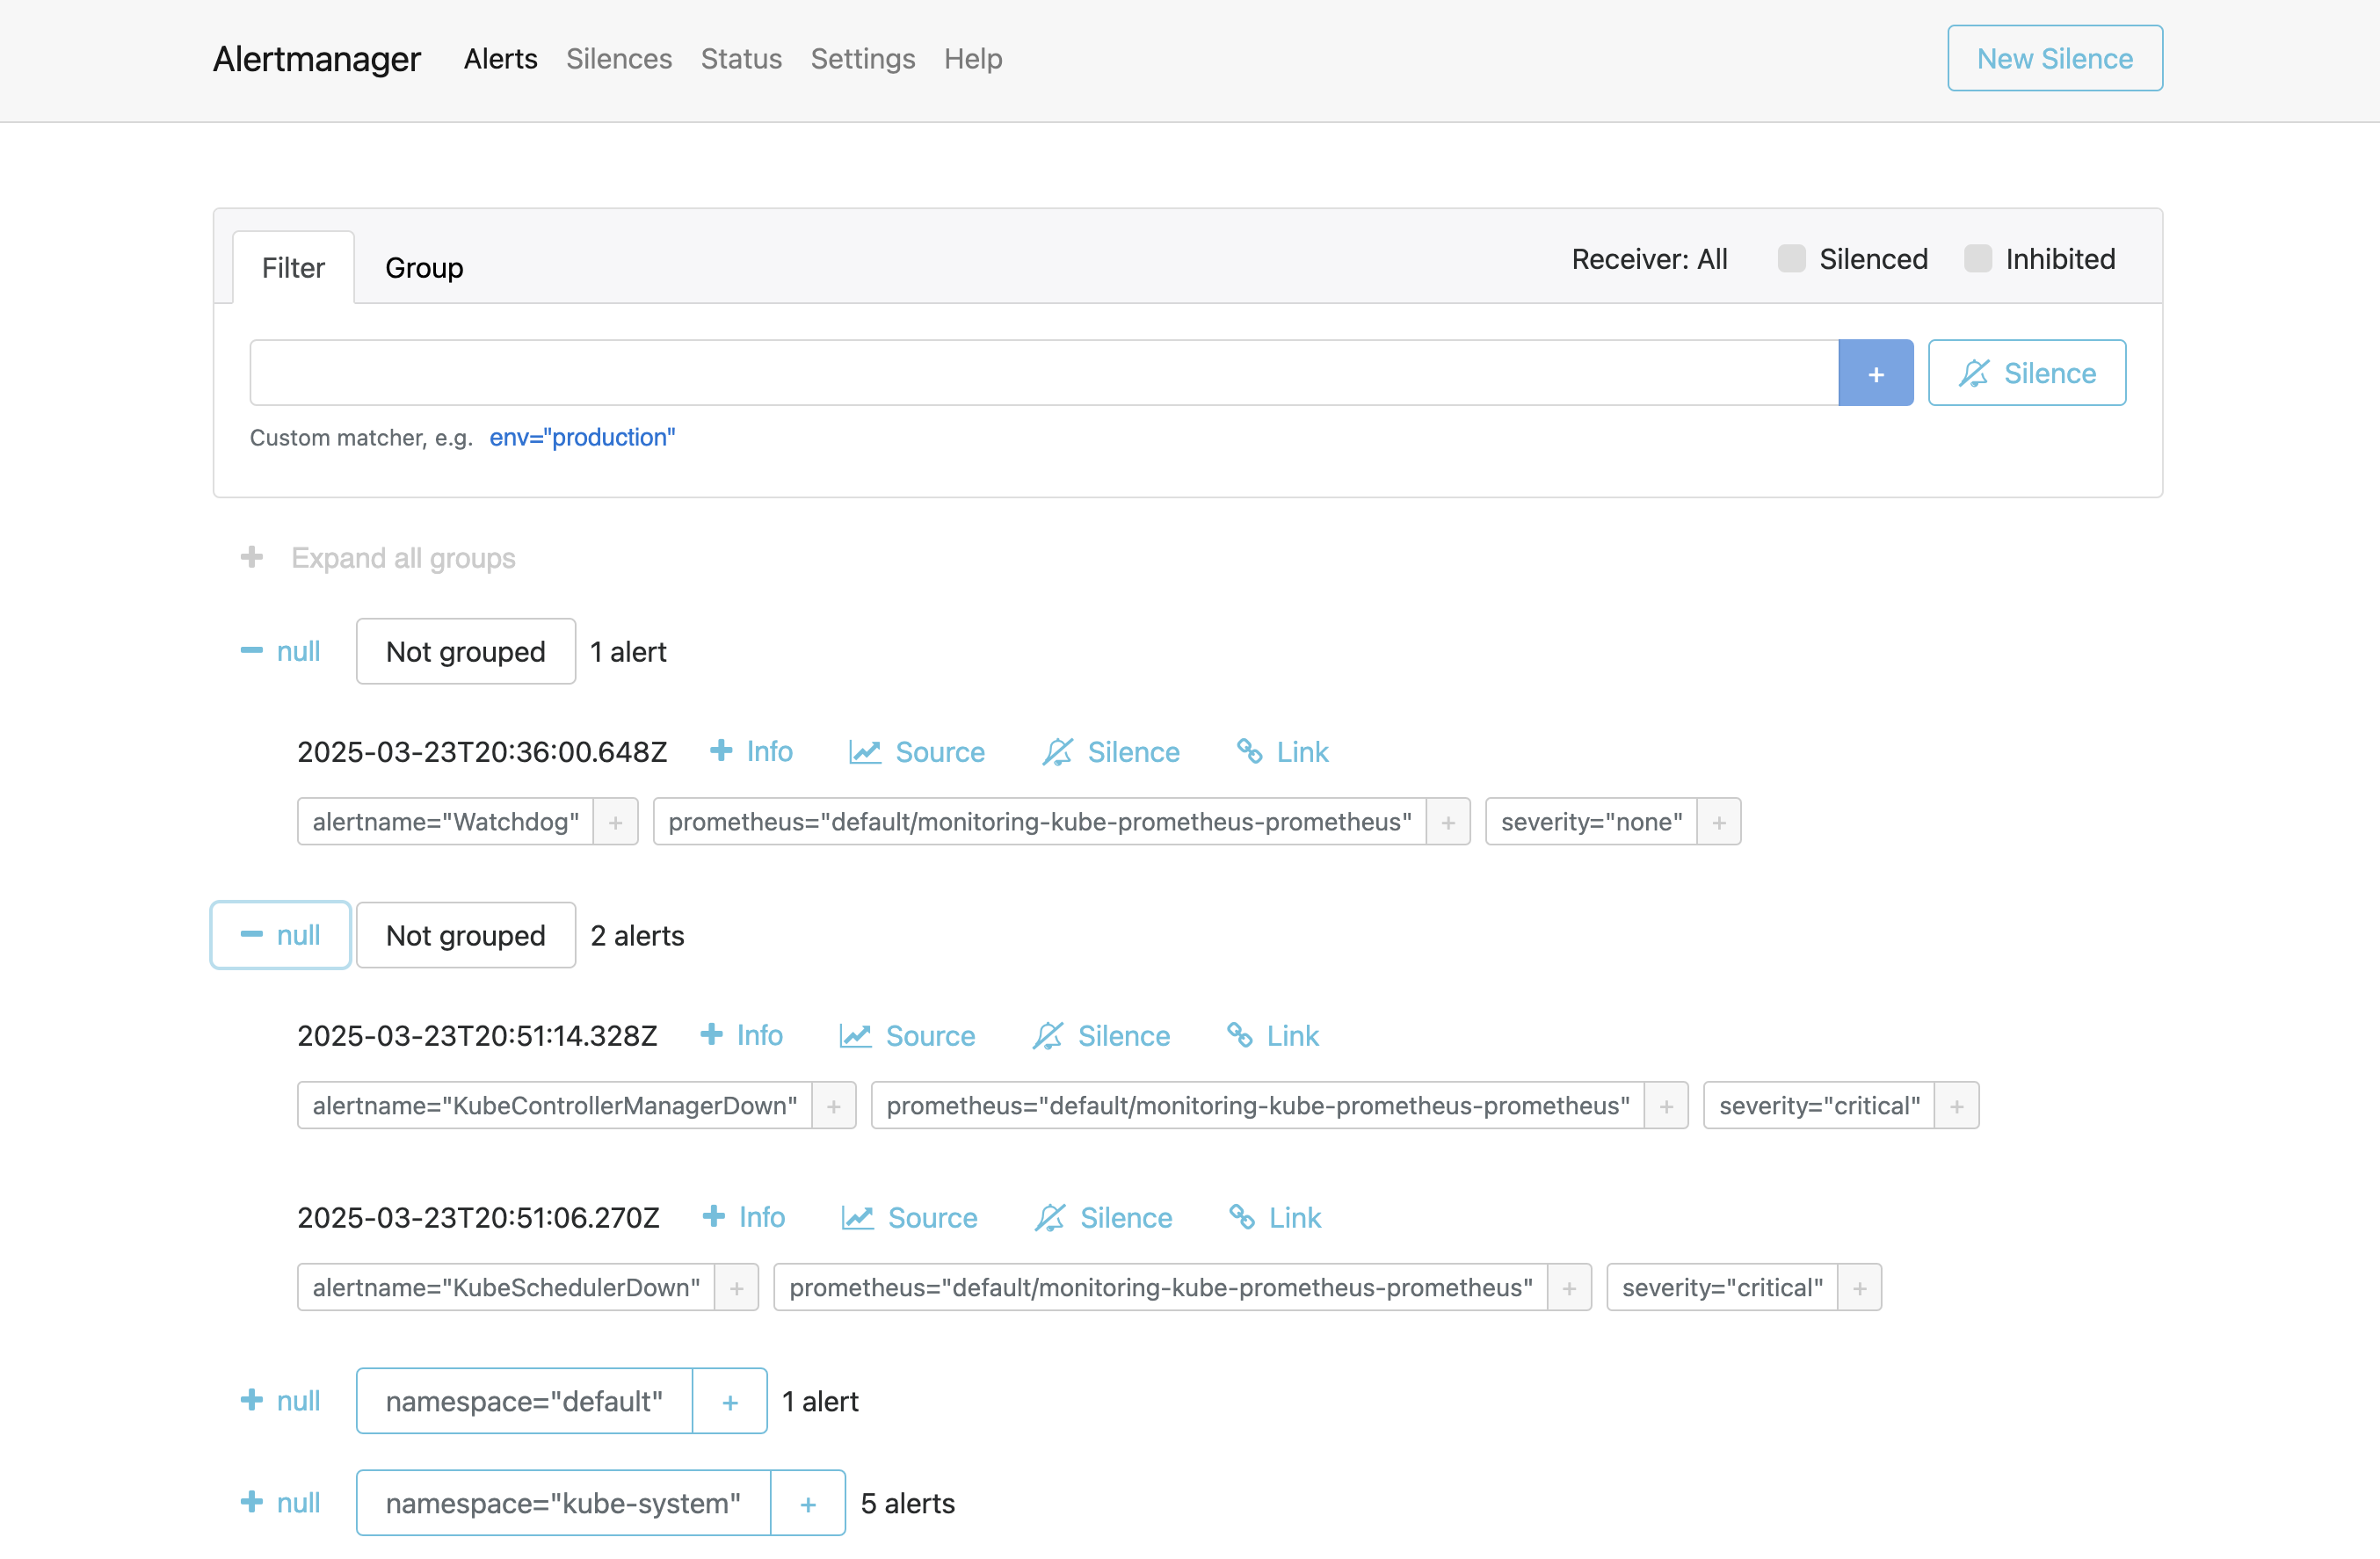 Alertmanager Alerts Silences Status Settings Help New Silence
Filter Group Receiver: All Silenced Inhibited
+ Silence
Custom matcher, e.g. env="production"
+ Expand all groups
− null Not grouped 1 alert
2025-03-23T20:36:00.648Z + Info Source Silence Link
alertname="Watchdog" + prometheus="default/monitoring-kube-prometheus-prometheus" + severity="none" +
− null Not grouped 2 alerts
2025-03-23T20:51:14.328Z + Info Source Silence Link
alertname="KubeControllerManagerDown" + prometheus="default/monitoring-kube-prometheus-prometheus" + severity="critical" +
2025-03-23T20:51:06.270Z + Info Source Silence Link
alertname="KubeSchedulerDown" + prometheus="default/monitoring-kube-prometheus-prometheus" + severity="critical" +
+ null namespace="default" + 1 alert
+ null namespace="kube-system" + 5 alerts